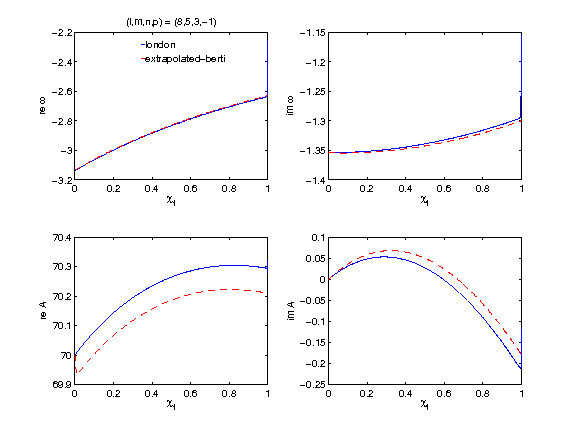 (l,m,n,p) = (8,5,3,−1)
−2.2
−2.4
−2.6
−2.8
−3
−3.2
re ω
0 0.2 0.4 0.6 0.8 1
χf
london
extrapolated−berti
−1.15
−1.2
−1.25
−1.3
−1.35
−1.4
im ω
0 0.2 0.4 0.6 0.8 1
χf
70.4
70.3
70.2
70.1
70
69.9
re A
0 0.2 0.4 0.6 0.8 1
χf
0.1
0.05
0
−0.05
−0.1
−0.15
−0.2
−0.25
im A
0 0.2 0.4 0.6 0.8 1
χf